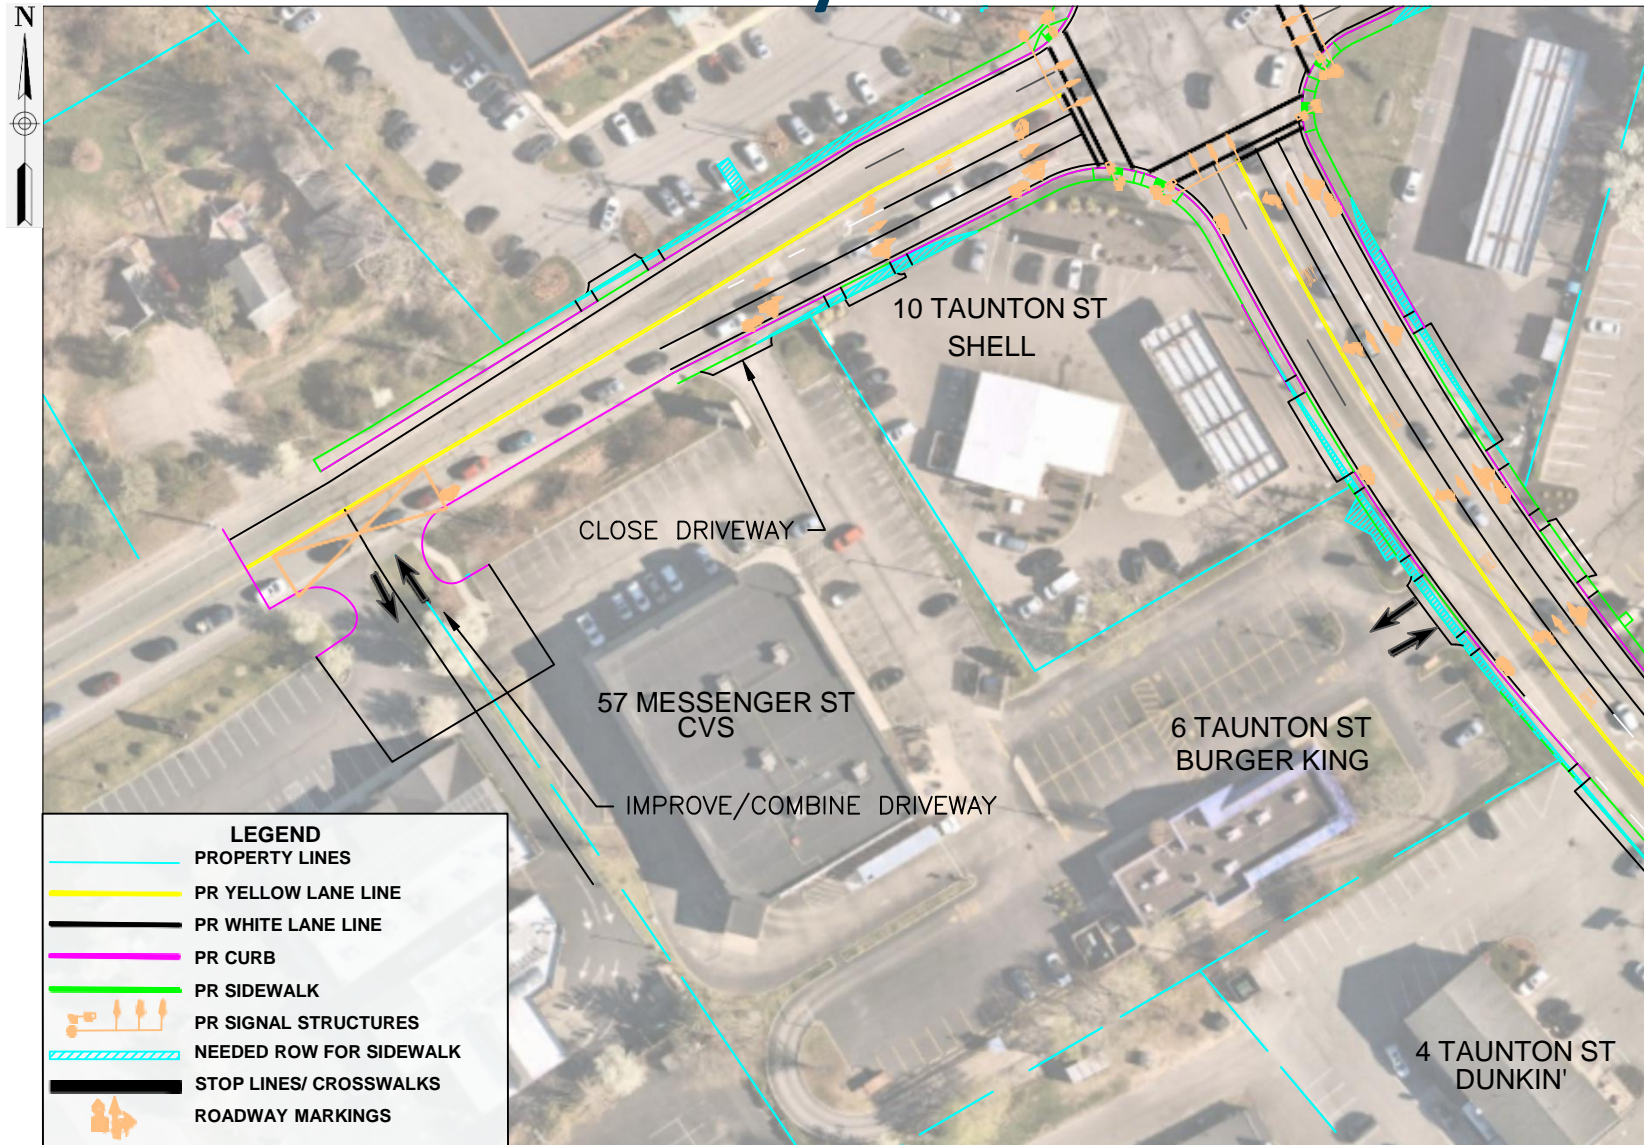 N
10 TAUNTON ST
SHELL
CLOSE DRIVEWAY
57 MESSENGER ST
CVS
6 TAUNTON ST
BURGER KING
IMPROVE/COMBINE DRIVEWAY
LEGEND
PROPERTY LINES
PR YELLOW LANE LINE
PR WHITE LANE LINE
PR CURB
PR SIDEWALK
PR SIGNAL STRUCTURES
NEEDED ROW FOR SIDEWALK
STOP LINES/ CROSSWALKS
ROADWAY MARKINGS
4 TAUNTON ST
DUNKIN'